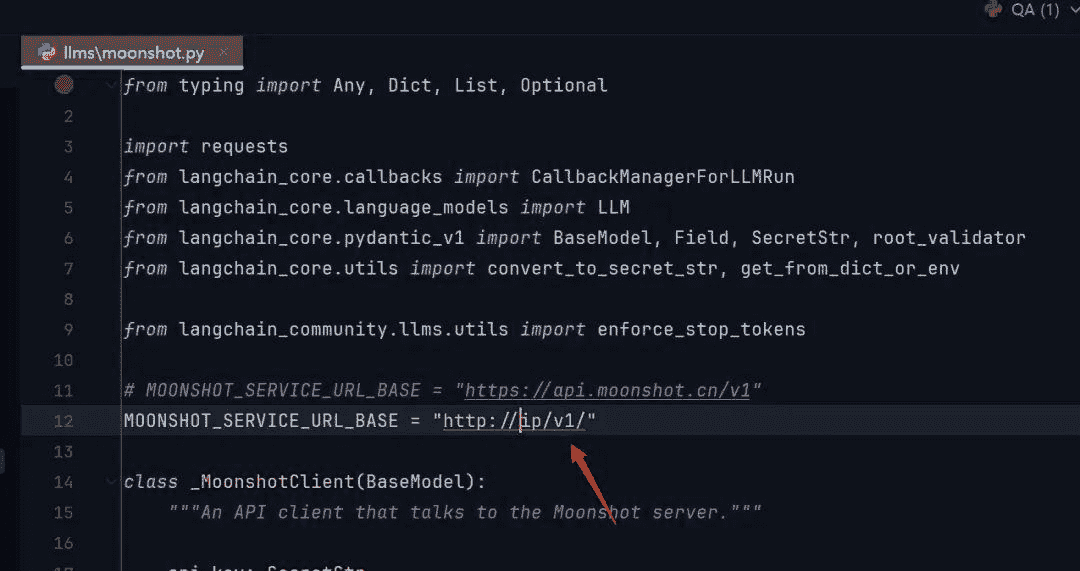 QA (1)
llms\moonshot.py
from typing import Any, Dict, List, Optional
2
3 import requests
4 from langchain_core.callbacks import CallbackManagerForLLMRun
5 from langchain_core.language_models import LLM
6 from langchain_core.pydantic_v1 import BaseModel, Field, SecretStr, root_validator
7 from langchain_core.utils import convert_to_secret_str, get_from_dict_or_env
8
9 from langchain_community.llms.utils import enforce_stop_tokens
10
11 # MOONSHOT_SERVICE_URL_BASE = "https://api.moonshot.cn/v1"
12 MOONSHOT_SERVICE_URL_BASE = "http://ip/v1/"
13
14 class _MoonshotClient(BaseModel):
15 """An API client that talks to the Moonshot server."""
16
17 api_key: SecretStr